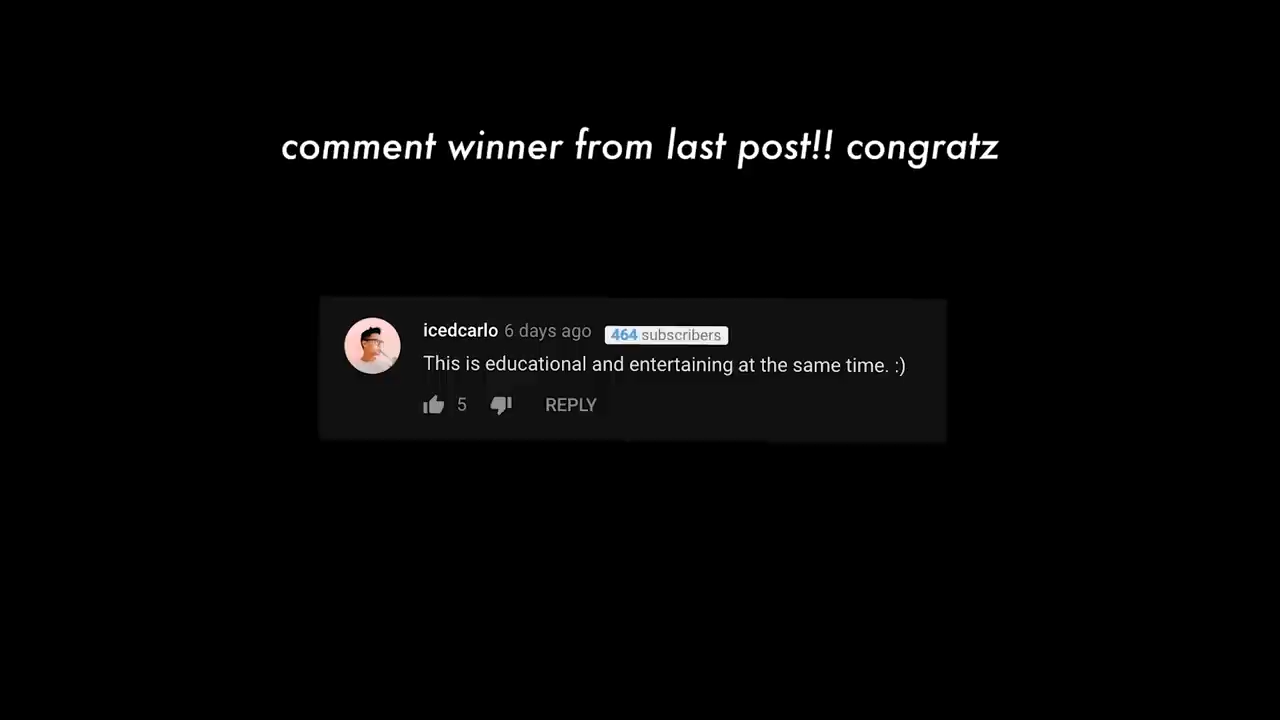 comment winner from last post!! congratz
icedcarlo 6 days ago 464 subscribers
This is educational and entertaining at the same time. :)
5 REPLY